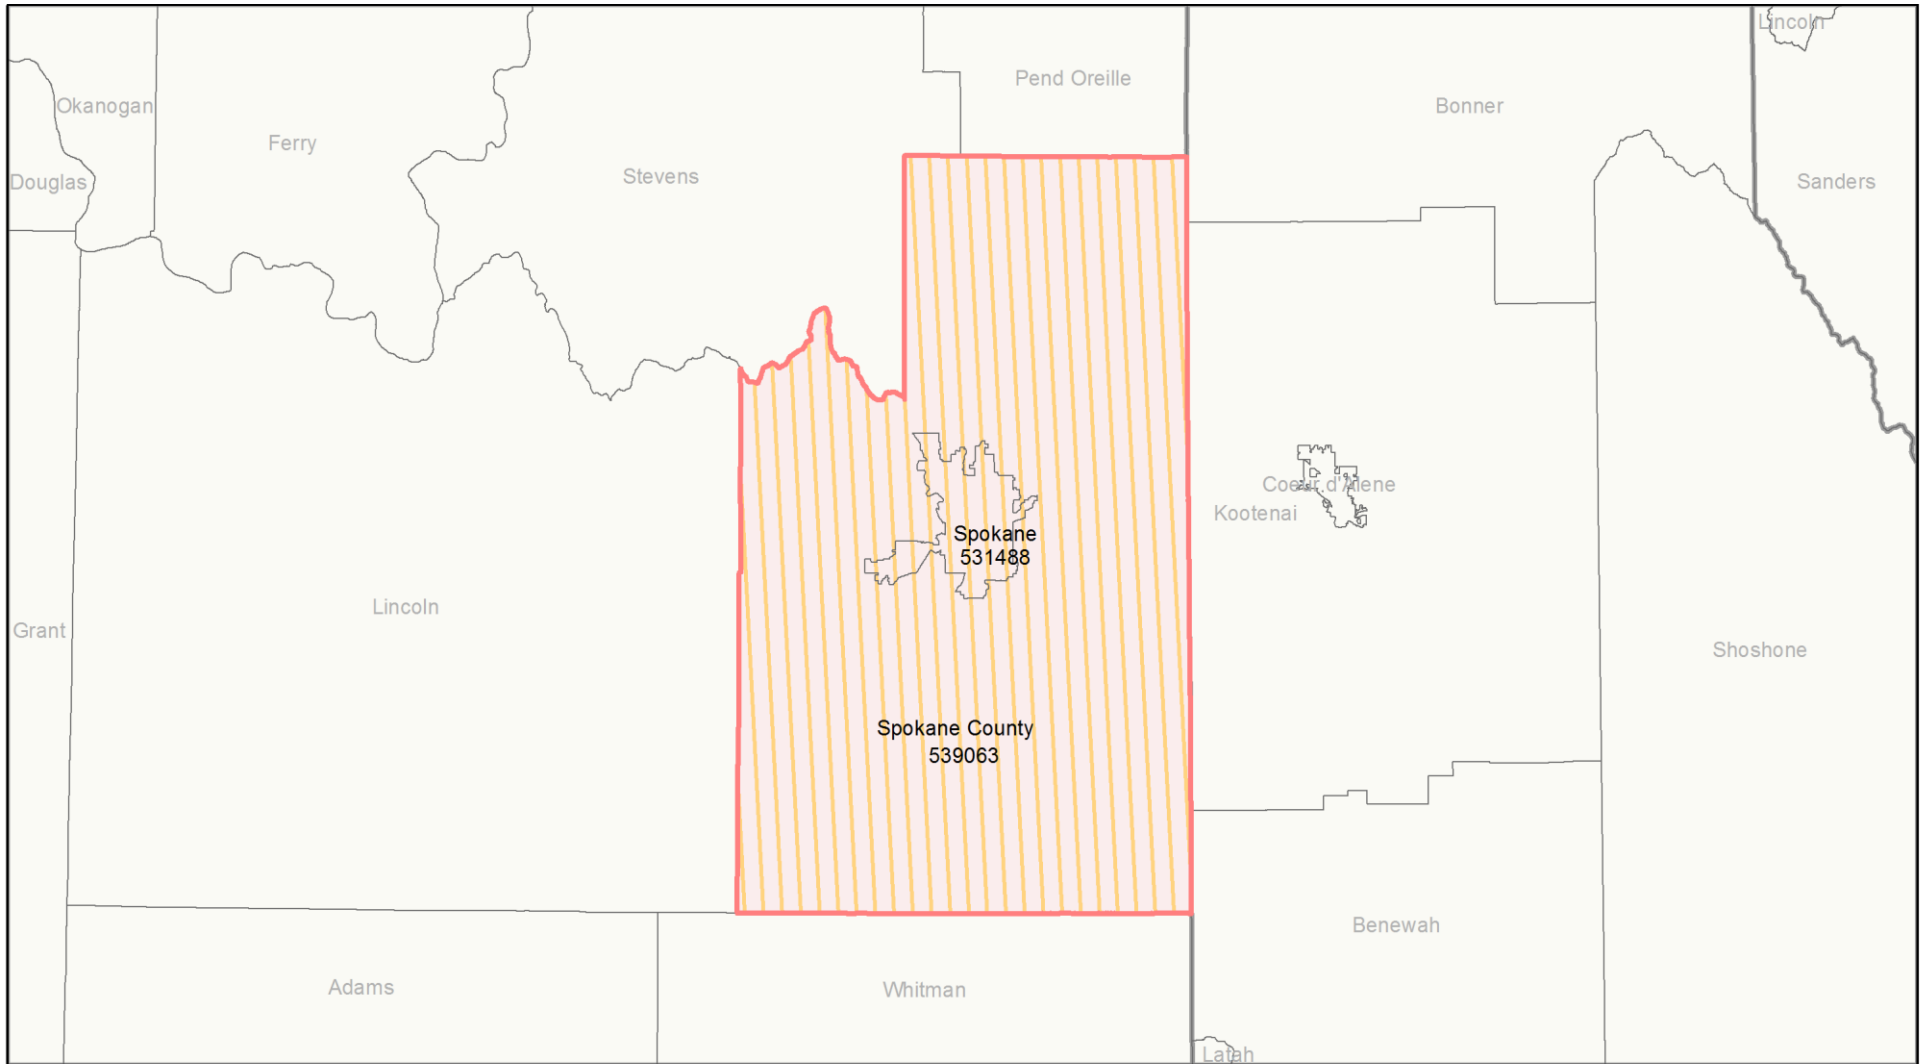 Lincoln
Pend Oreille
Okanogan
Bonner
Ferry
Stevens
Douglas
Sanders
Coeur d'Alene
Kootenai
Spokane
531488
Lincoln
Grant
Shoshone
Spokane County
539063
Benewah
Adams
Whitman
Latah